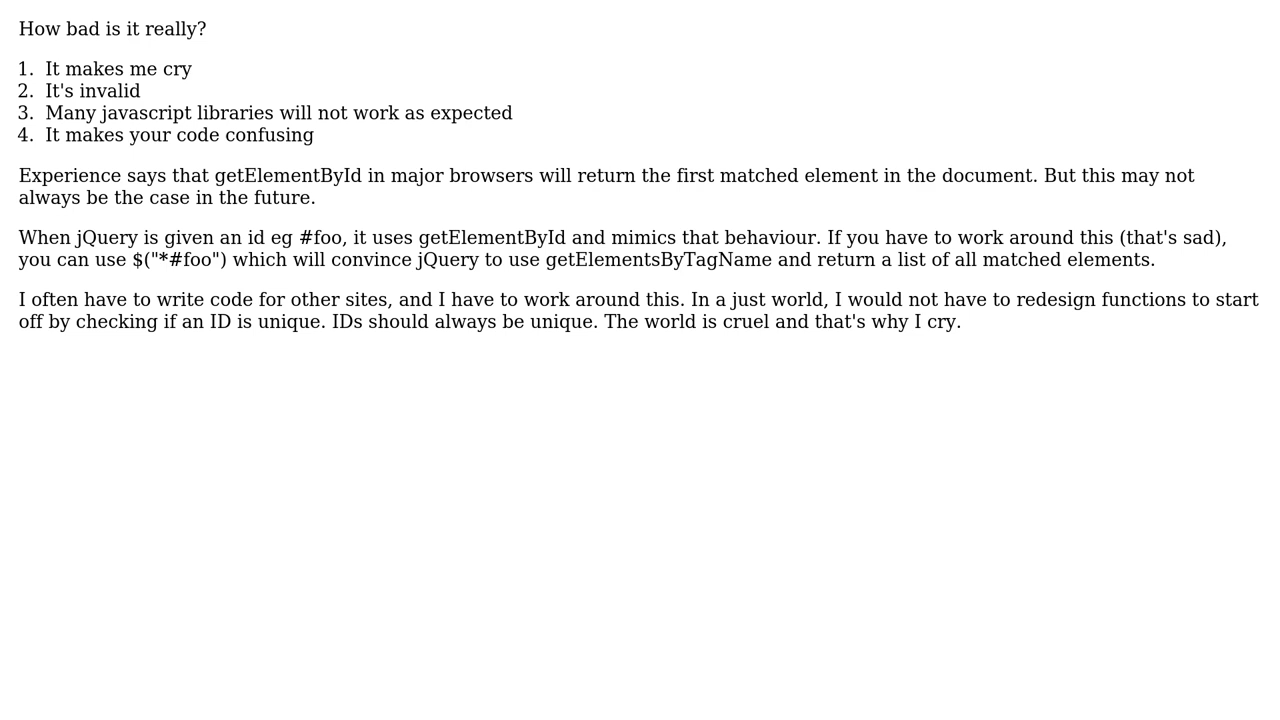 How bad is it really?
1. It makes me cry
2. It's invalid
3. Many javascript libraries will not work as expected
4. It makes your code confusing
Experience says that getElementById in major browsers will return the first matched element in the document. But this may not
always be the case in the future.
When jQuery is given an id eg #foo, it uses getElementById and mimics that behaviour. If you have to work around this (that's sad),
you can use $("*#foo") which will convince jQuery to use getElementsByTagName and return a list of all matched elements.
I often have to write code for other sites, and I have to work around this. In a just world, I would not have to redesign functions to start
off by checking if an ID is unique. IDs should always be unique. The world is cruel and that's why I cry.